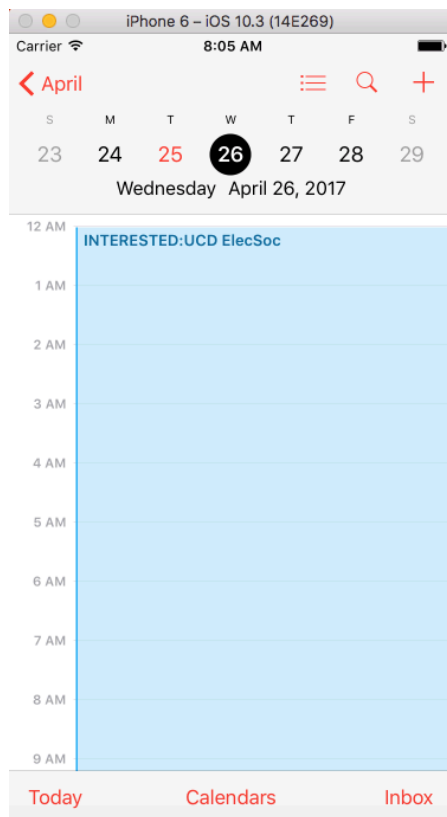 iPhone 6 – iOS 10.3 (14E269)
Carrier 8:05 AM
April
S M T W T F S
23 24 25 26 27 28 29
Wednesday April 26, 2017
12 AM
INTERESTED:UCD ElecSoc
1 AM
2 AM
3 AM
4 AM
5 AM
6 AM
7 AM
8 AM
9 AM
Today Calendars Inbox